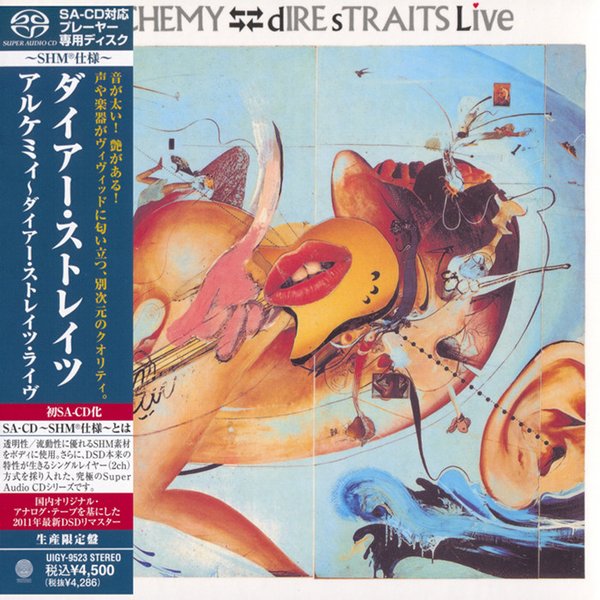 SUPER AUDIO CD
SA-CD対応
プレーヤー
専用ディスク
~SHM®仕様~
音が太い! 艶がある!
声や楽器がヴィヴィッドに匂い立つ、別次元のクオリティ。
ダイアー・ストレイツ
アルケミィ~ダイアー・ストレイツ・ライヴ
初SA-CD化
SA-CD ~SHM®仕様~とは
透明性/流動性に優れるSHM素材
をボディに使用。さらに、DSD本来の
特性が生きるシングルレイヤー(2ch)
方式を採り入れた、究極のSuper
Audio CDシリーズです。
国内オリジナル・
アナログ・テープを基にした
2011年最新DSDリマスター
生産限定盤
UIGY-9523 STEREO
税込¥4,500
(税抜¥4,286)
CHEMY dIRE sTRAITS Live